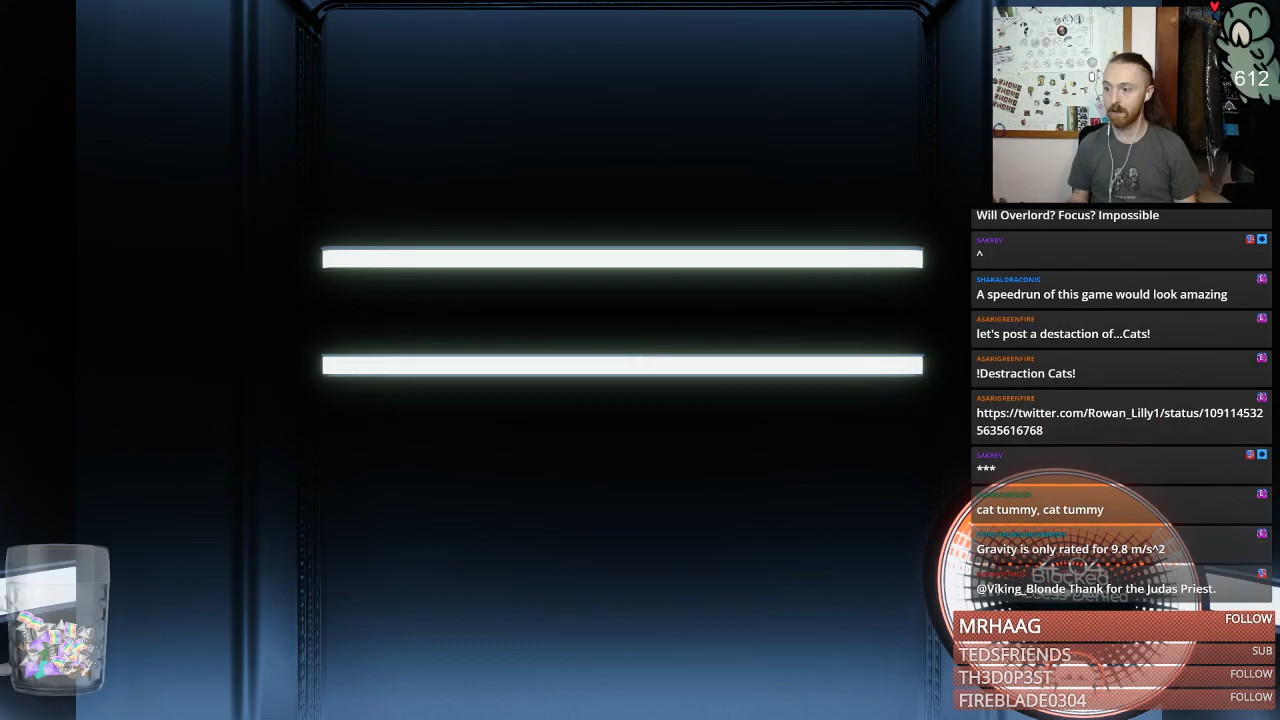 612
Will Overlord? Focus? Impossible
SAKREV
^
SHAKALDRACONIS
A speedrun of this game would look amazing
ASARIGREENFIRE
let's post a destaction of...Cats!
ASARIGREENFIRE
!Destraction Cats!
ASARIGREENFIRE
https://twitter.com/Rowan_Lilly1/status/109114532
5635616768
SAKREV
***
cat tummy, cat tummy
Gravity is only rated for 9.8 m/s^2
Blocked
@Viking_Blonde Thank for the Judas Priest.
MRHAAG FOLLOW
TEDSFRIENDS SUB
TH3D0P3ST FOLLOW
FIREBLADE0304 FOLLOW